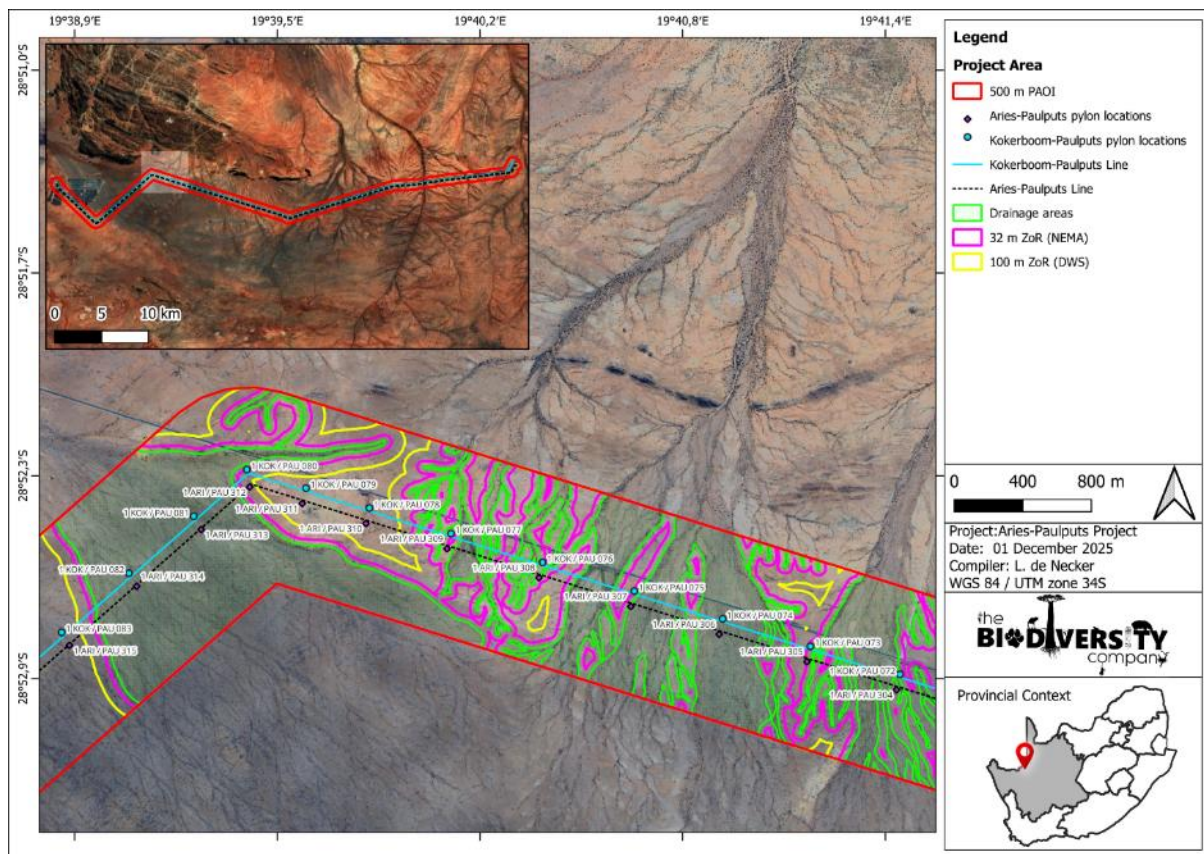 19°38,9'E
19°39,5'E
19°40,2'E
19°40,8'E
19°41,4'E
28°51,0'S
28°51,7'S
28°52,3'S
28°52,9'S
0 5 10 km
1 KOK / PAU 080
1 KOK / PAU 079
1 ARI / PAU 312
1 ARI / PAU 311
1 KOK / PAU 078
1 KOK / PAU 081
1 ARI / PAU 310
1 KOK / PAU 077
1 ARI / PAU 313
1 ARI / PAU 309
1 KOK / PAU 076
1 KOK / PAU 082
1 ARI / PAU 308
1 ARI / PAU 314
1 KOK / PAU 075
1 ARI / PAU 307
1 KOK / PAU 074
1 ARI / PAU 306
1 KOK / PAU 083
1 KOK / PAU 073
1 ARI / PAU 315
1 ARI / PAU 305
1 KOK / PAU 072
1 ARI / PAU 304
Legend
Project Area
500 m PAOI
Aries-Paulputs pylon locations
Kokerboom-Paulputs pylon locations
Kokerboom-Paulputs Line
Aries-Paulputs Line
Drainage areas
32 m ZoR (NEMA)
100 m ZoR (DWS)
0 400 800 m
Project:Aries-Paulputs Project
Date: 01 December 2025
Compiler: L. de Necker
WGS 84 / UTM zone 34S
the
BIODIVERSITY
company
Provincial Context